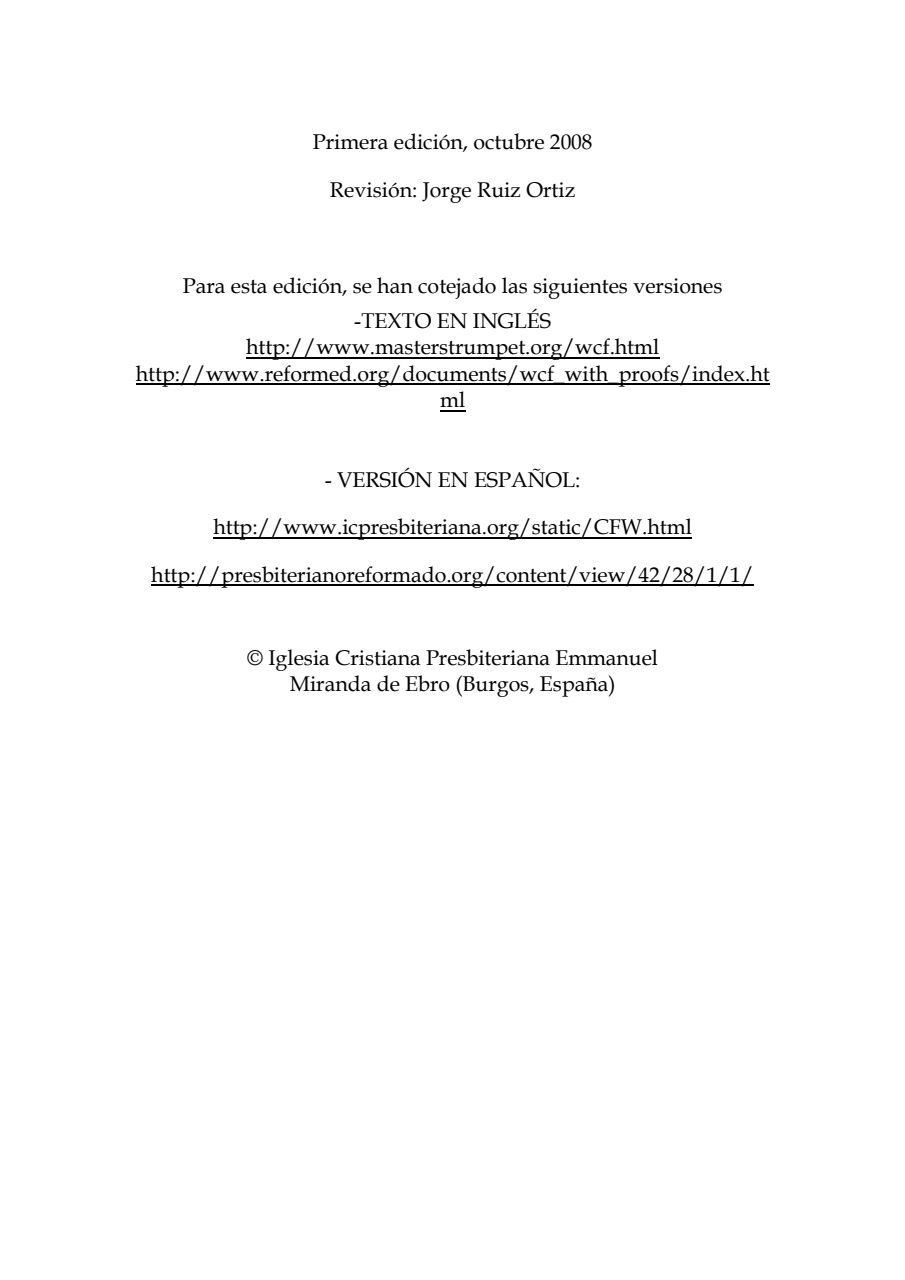 Primera edición, octubre 2008
Revisión: Jorge Ruiz Ortiz
Para esta edición, se han cotejado las siguientes versiones
-TEXTO EN INGLÉS
http://www.masterstrumpet.org/wcf.html
http://www.reformed.org/documents/wcf_with_proofs/index.ht
ml
- VERSIÓN EN ESPAÑOL:
http://www.icpresbiteriana.org/static/CFW.html
http://presbiterianoreformado.org/content/view/42/28/1/1/
© Iglesia Cristiana Presbiteriana Emmanuel
Miranda de Ebro (Burgos, España)